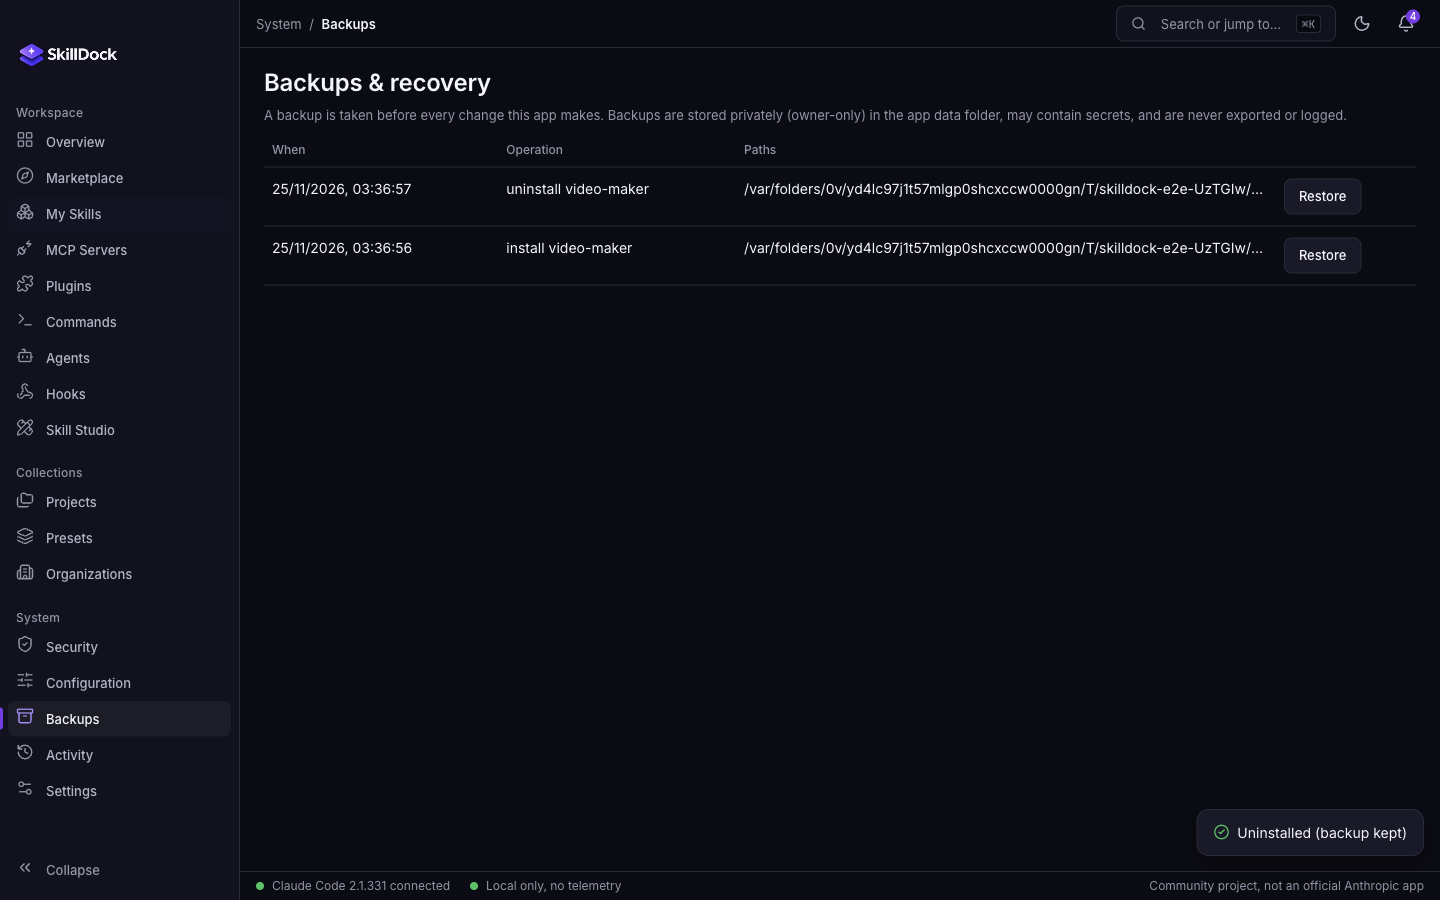 SkillDock
Workspace
Overview
Marketplace
My Skills
MCP Servers
Plugins
Commands
Agents
Hooks
Skill Studio
Collections
Projects
Presets
Organizations
System
Security
Configuration
Backups
Activity
Settings
Collapse
System / Backups
Search or jump to... ⌘K
4
Backups & recovery
A backup is taken before every change this app makes. Backups are stored privately (owner-only) in the app data folder, may contain secrets, and are never exported or logged.
When Operation Paths
25/11/2026, 03:36:57 uninstall video-maker /var/folders/0v/yd4lc97j1t57mlgp0shcxccw0000gn/T/skilldock-e2e-UzTGIw/... Restore
25/11/2026, 03:36:56 install video-maker /var/folders/0v/yd4lc97j1t57mlgp0shcxccw0000gn/T/skilldock-e2e-UzTGIw/... Restore
Uninstalled (backup kept)
Claude Code 2.1.331 connected Local only, no telemetry Community project, not an official Anthropic app